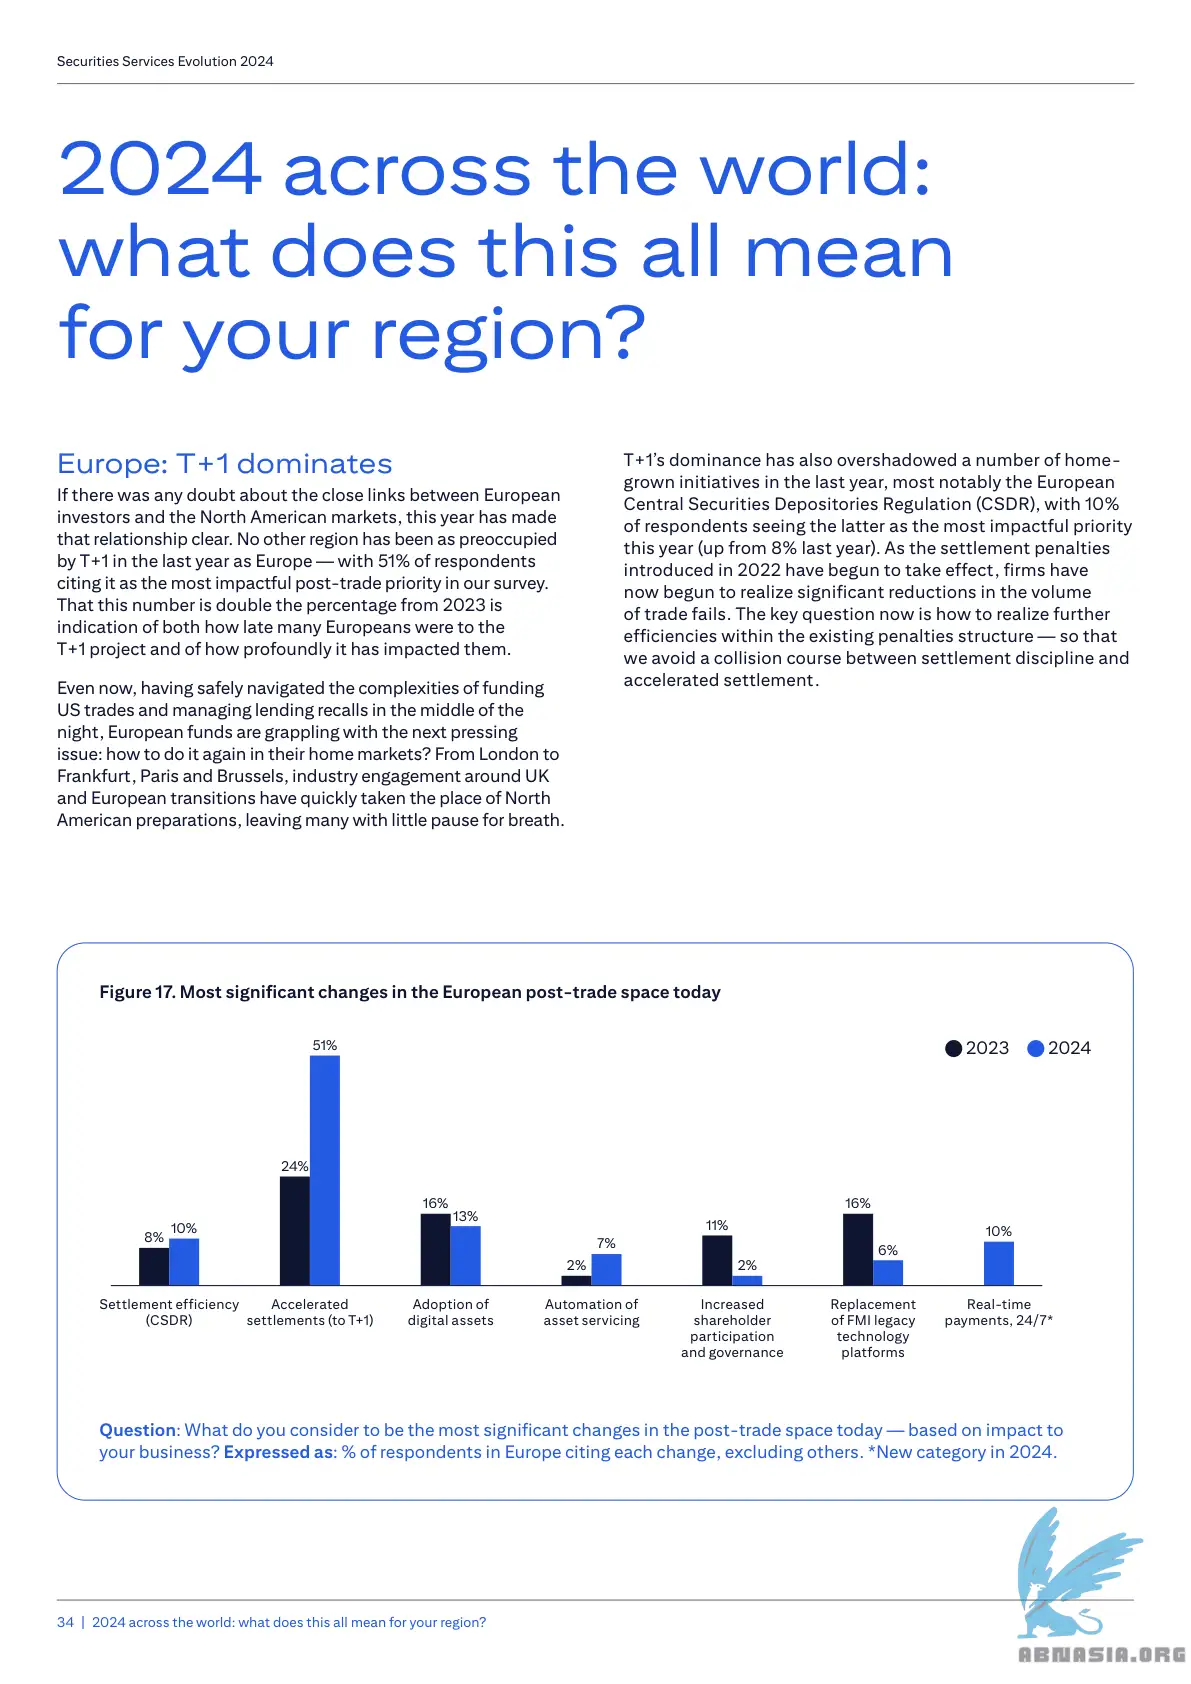 Securities Services Evolution 2024
2024 across the world:
what does this all mean
for your region?
Europe: T+1 dominates
If there was any doubt about the close links between European
investors and the North American markets, this year has made
that relationship clear. No other region has been as preoccupied
by T+1 in the last year as Europe — with 51% of respondents
citing it as the most impactful post-trade priority in our survey.
That this number is double the percentage from 2023 is
indication of both how late many Europeans were to the
T+1 project and of how profoundly it has impacted them.
Even now, having safely navigated the complexities of funding
US trades and managing lending recalls in the middle of the
night, European funds are grappling with the next pressing
issue: how to do it again in their home markets? From London to
Frankfurt, Paris and Brussels, industry engagement around UK
and European transitions have quickly taken the place of North
American preparations, leaving many with little pause for breath.
T+1’s dominance has also overshadowed a number of home-
grown initiatives in the last year, most notably the European
Central Securities Depositories Regulation (CSDR), with 10%
of respondents seeing the latter as the most impactful priority
this year (up from 8% last year). As the settlement penalties
introduced in 2022 have begun to take effect, firms have
now begun to realize significant reductions in the volume
of trade fails. The key question now is how to realize further
efficiencies within the existing penalties structure — so that
we avoid a collision course between settlement discipline and
accelerated settlement.
Figure 17. Most significant changes in the European post-trade space today
2023 2024
8% 10%
24% 51%
16% 13%
2% 7%
11% 2%
16% 6%
10%
Settlement efficiency
(CSDR)
Accelerated
settlements (to T+1)
Adoption of
digital assets
Automation of
asset servicing
Increased
shareholder
participation
and governance
Replacement
of FMI legacy
technology
platforms
Real-time
payments, 24/7*
Question: What do you consider to be the most significant changes in the post-trade space today — based on impact to
your business? Expressed as: % of respondents in Europe citing each change, excluding others. *New category in 2024.
34 | 2024 across the world: what does this all mean for your region?
ABNASIA.ORG